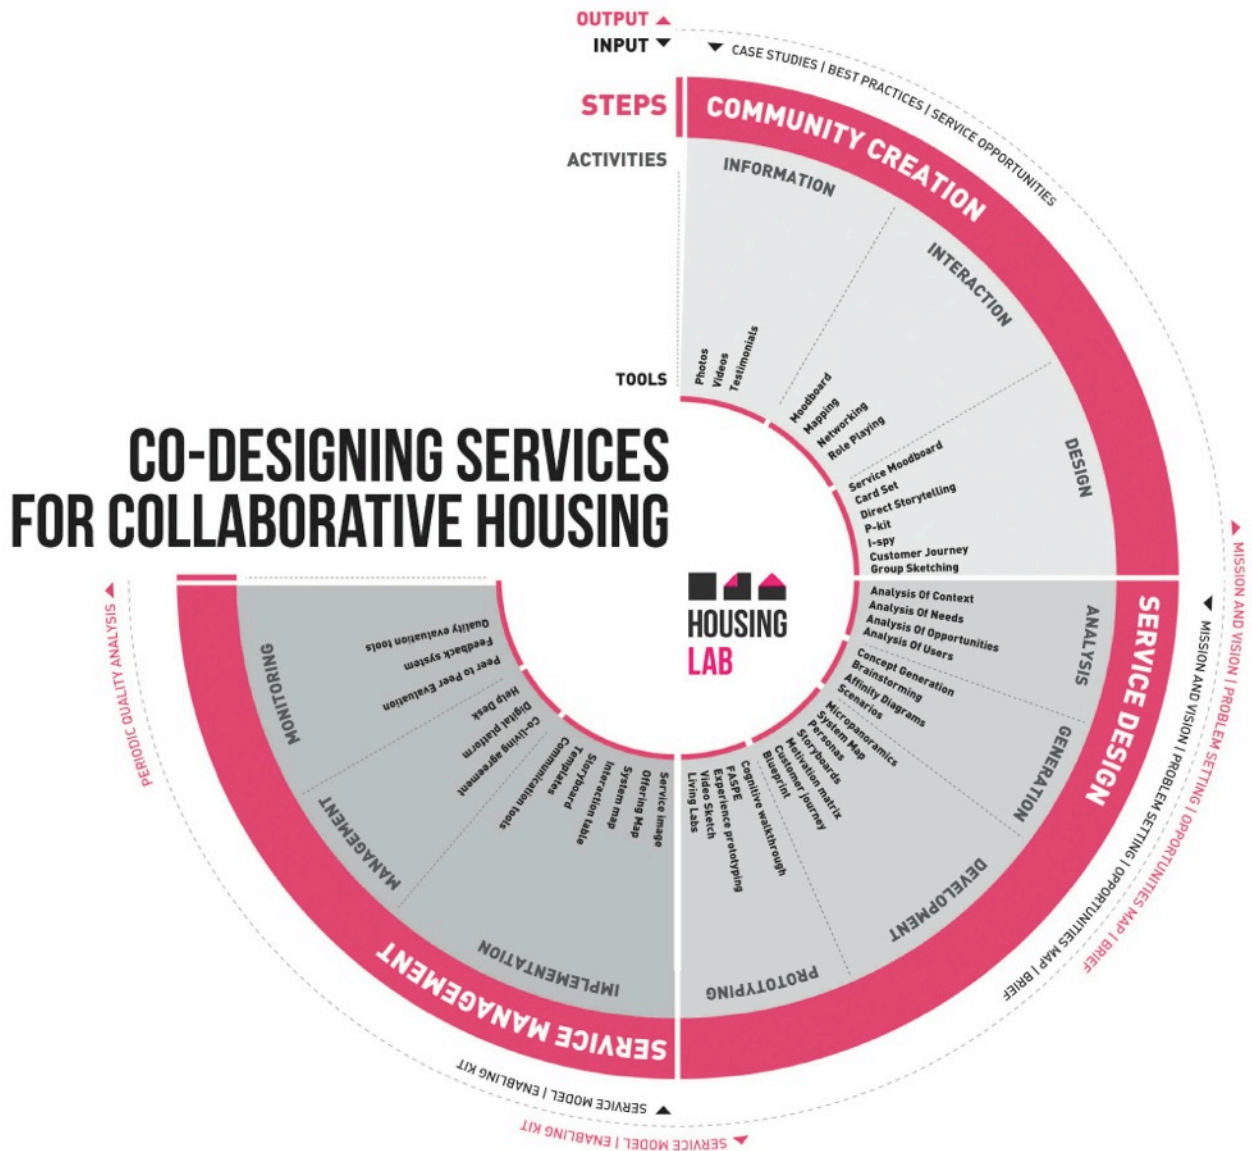 OUTPUT ▲
INPUT ▼
▼ CASE STUDIES | BEST PRACTICES | SERVICE OPPORTUNITIES
STEPS
COMMUNITY CREATION
ACTIVITIES
INFORMATION
INTERACTION
DESIGN
TOOLS
Photos
Videos
Testimonials
Moodboard
Mapping
Networking
Role Playing
Service Moodboard
Card Set
Direct Storytelling
P-kit
I-spy
Customer Journey
Group Sketching
CO-DESIGNING SERVICES
FOR COLLABORATIVE HOUSING
HOUSING
LAB
▲ MISSION AND VISION | PROBLEM SETTING | OPPORTUNITIES MAP | BRIEF
▼ MISSION AND VISION | PROBLEM SETTING | OPPORTUNITIES MAP | BRIEF
SERVICE DESIGN
ANALYSIS
Analysis Of Context
Analysis Of Needs
Analysis Of Opportunities
Analysis Of Users
GENERATION
Concept Generation
Brainstorming
Affinity Diagrams
Scenarios
DEVELOPMENT
Micropanoramics
System Map
Personas
Storyboards
Motivation matrix
Customer journey
Blueprint
PROTOTYPING
Cognitive walkthrough
FASPE
Experience prototyping
Video Sketch
Living Labs
▲ SERVICE MODEL | ENABLING KIT
▼ SERVICE MODEL | ENABLING KIT
SERVICE MANAGEMENT
IMPLEMENTATION
Service image
Offering Map
System map
Interaction table
Storyboard
Templates
Communication tools
MANAGEMENT
Co-living agreement
Digital platform
Help Desk
MONITORING
Peer to Peer Evaluation
Feedback system
Quality evaluation tools
PERIODIC QUALITY ANALYSIS ▲